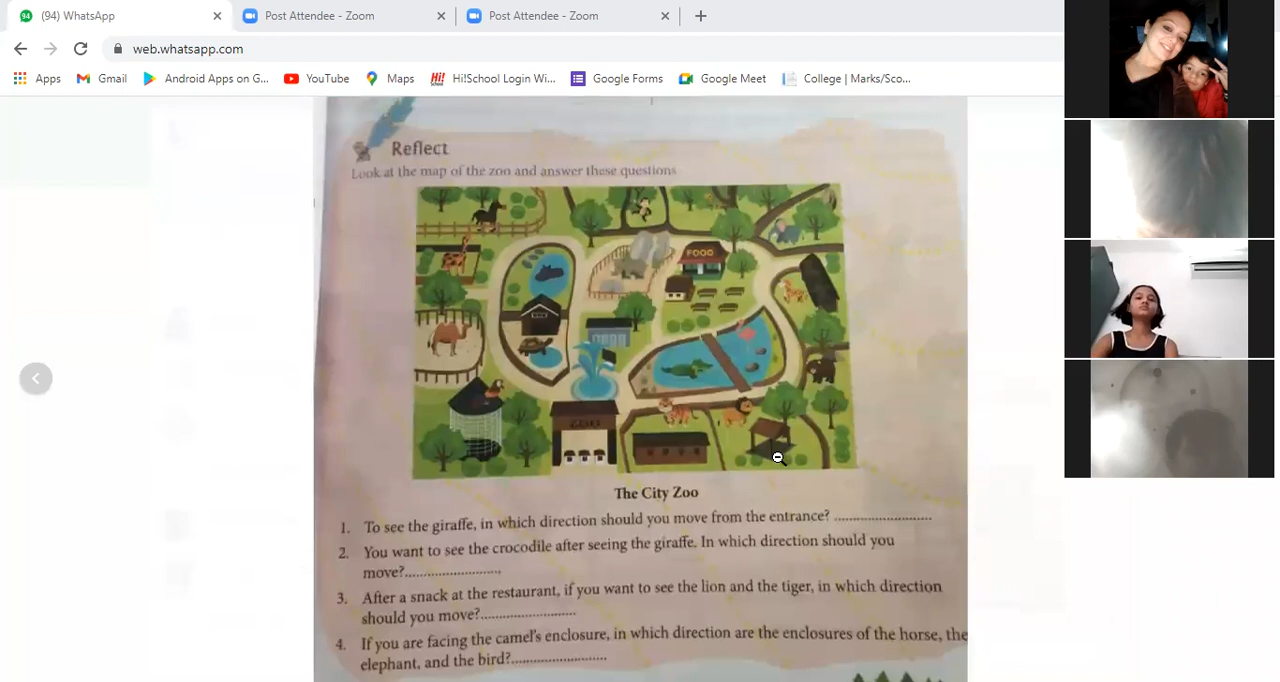 (94) WhatsApp
Post Attendee - Zoom
Post Attendee - Zoom
web.whatsapp.com
Apps
Gmail
Android Apps on G...
YouTube
Maps
Hi! Hi!School Login Wi...
Google Forms
Google Meet
College | Marks/Sco...
Reflect
Look at the map of the zoo and answer these questions
FOOD
ZOO
The City Zoo
1. To see the giraffe, in which direction should you move from the entrance? ..........................
2. You want to see the crocodile after seeing the giraffe. In which direction should you
move?..........................
3. After a snack at the restaurant, if you want to see the lion and the tiger, in which direction
should you move?..........................
4. If you are facing the camel's enclosure, in which direction are the enclosures of the horse, the
elephant, and the bird?..........................